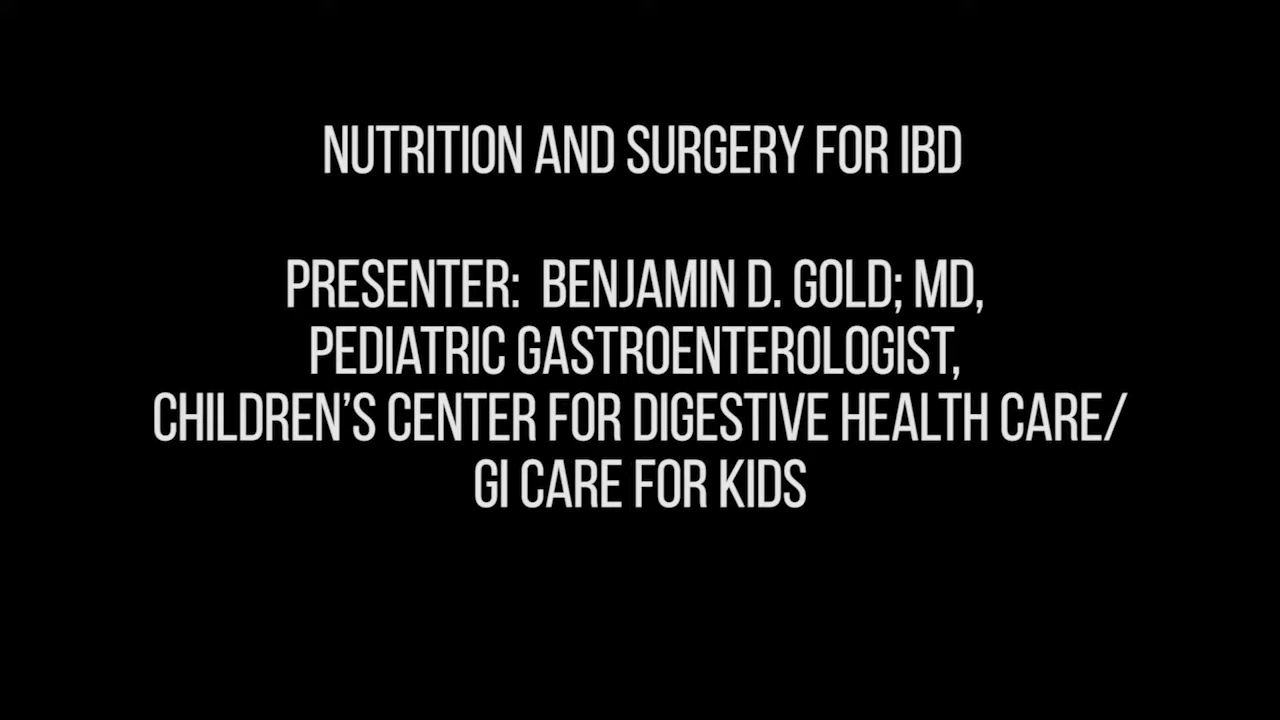 NUTRITION AND SURGERY FOR IBD
PRESENTER: BENJAMIN D. GOLD; MD,
PEDIATRIC GASTROENTEROLOGIST,
CHILDREN'S CENTER FOR DIGESTIVE HEALTH CARE/
GI CARE FOR KIDS